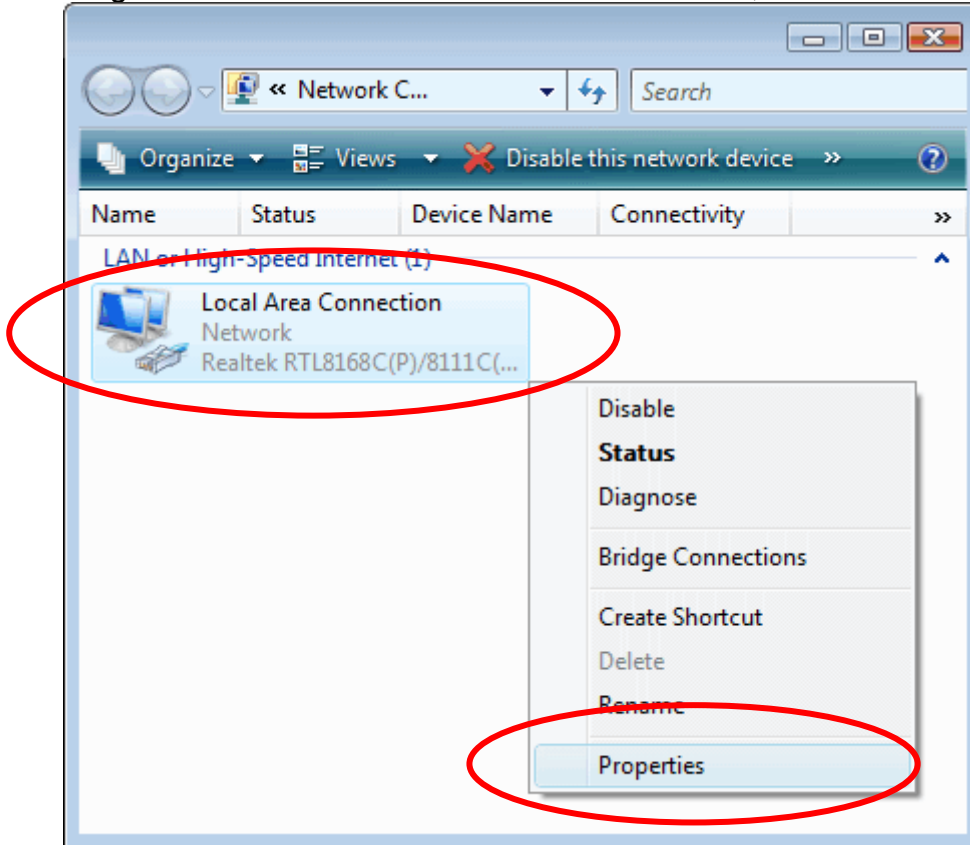 « Network C...
Search
Organize Views Disable this network device »
Name Status Device Name Connectivity »
LAN or High-Speed Internet (1)
Local Area Connection
Network
Realtek RTL8168C(P)/8111C(...
Disable
Status
Diagnose
Bridge Connections
Create Shortcut
Delete
Rename
Properties